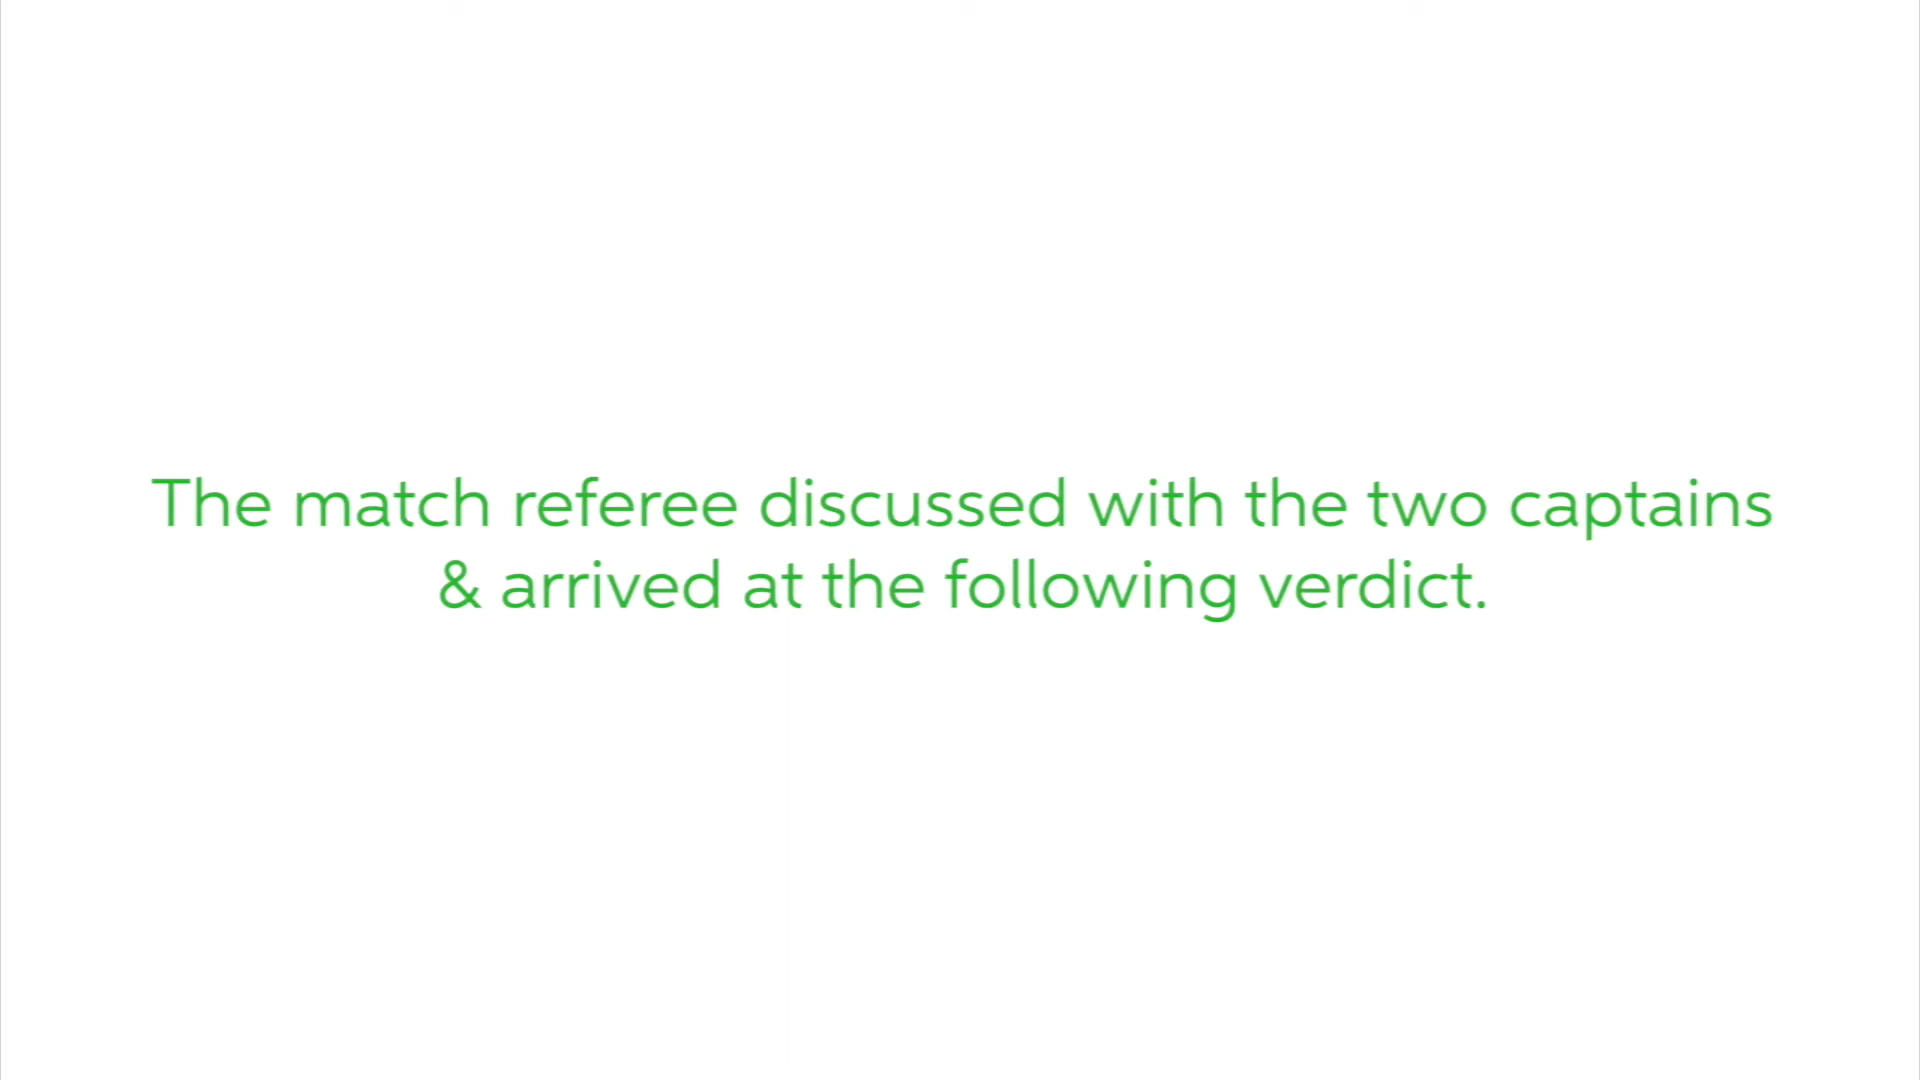 The match referee discussed with the two captains
& arrived at the following verdict.